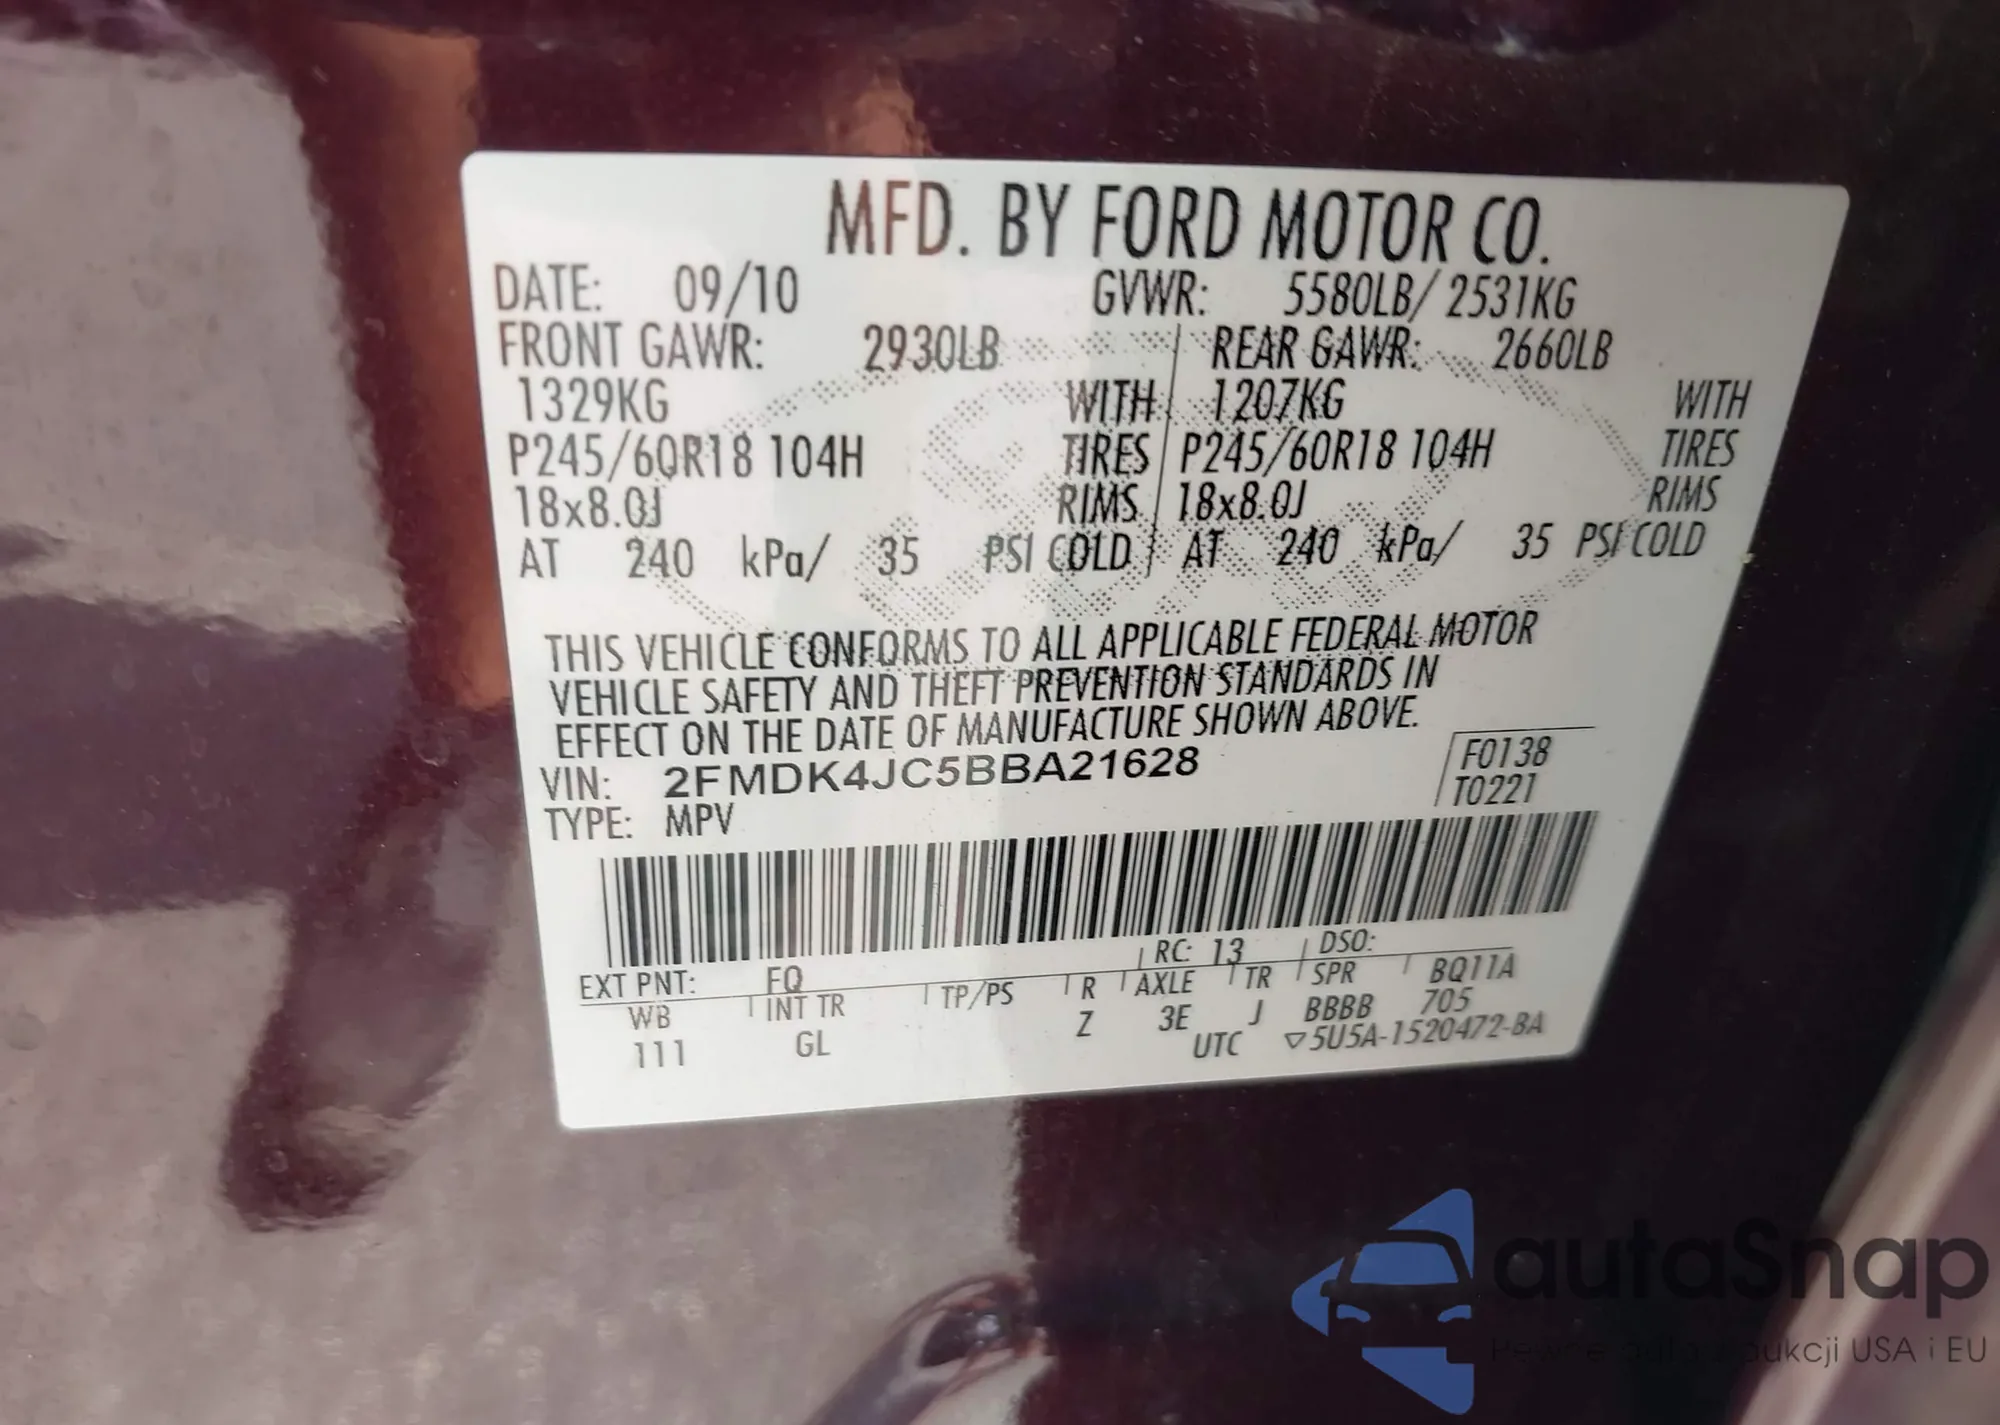 MFD. BY FORD MOTOR CO.
DATE: 09/10 GVWR: 5580LB/ 2531KG
FRONT GAWR: 2930LB REAR GAWR: 2660LB
1329KG WITH 1207KG WITH
P245/60R18 104H TIRES P245/60R18 104H TIRES
18x8.0J RIMS 18x8.0J RIMS
AT 240 kPa/ 35 PSI COLD AT 240 kPa/ 35 PSI COLD
THIS VEHICLE CONFORMS TO ALL APPLICABLE FEDERAL MOTOR
VEHICLE SAFETY AND THEFT PREVENTION STANDARDS IN
EFFECT ON THE DATE OF MANUFACTURE SHOWN ABOVE.
VIN: 2FMDK4JC5BBA21628 F0138
TYPE: MPV T0221
RC: 13 DSO:
EXT PNT: FQ
WB INT TR TP/PS R AXLE TR SPR BQ11A
111 GL Z 3E J BBBB 705
UTC ▽5U5A-1520472-BA
autaSnap
Pewne auta z aukcji USA i EU